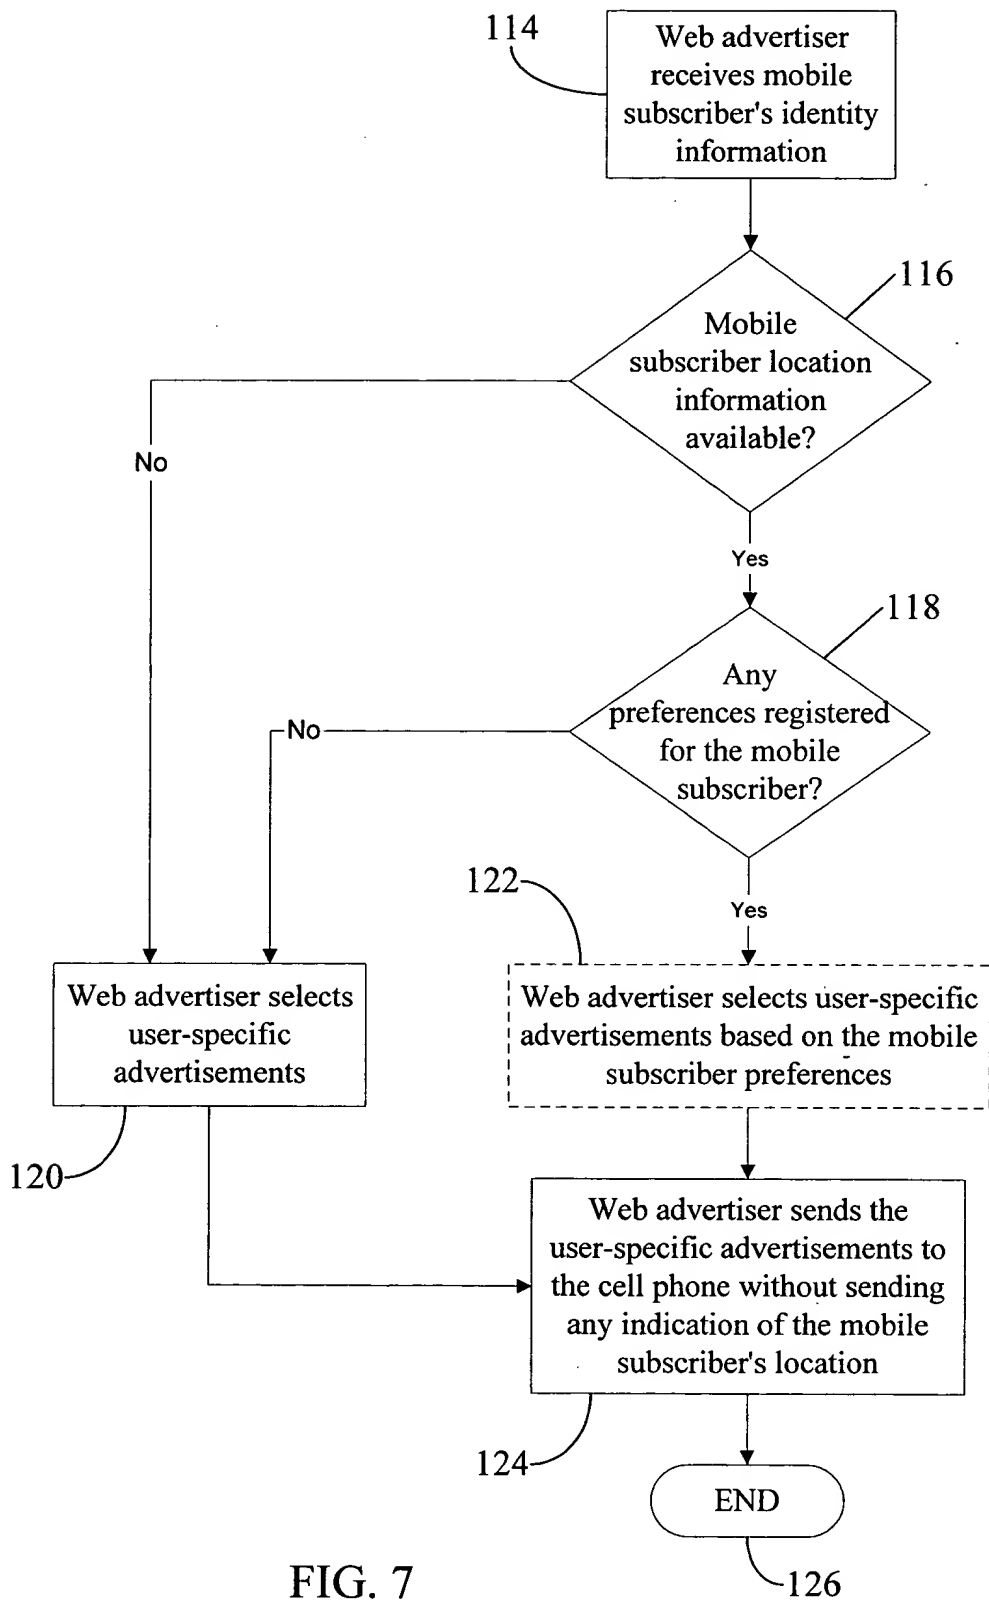 114
Web advertiser
receives mobile
subscriber's identity
information
116
Mobile
subscriber location
information
available?
No
Yes
118
Any
preferences registered
for the mobile
subscriber?
No
Yes
122
Web advertiser selects
user-specific
advertisements
Web advertiser selects user-specific
advertisements based on the mobile
subscriber preferences
120
Web advertiser sends the
user-specific advertisements to
the cell phone without sending
any indication of the mobile
subscriber's location
124
END
126
FIG. 7